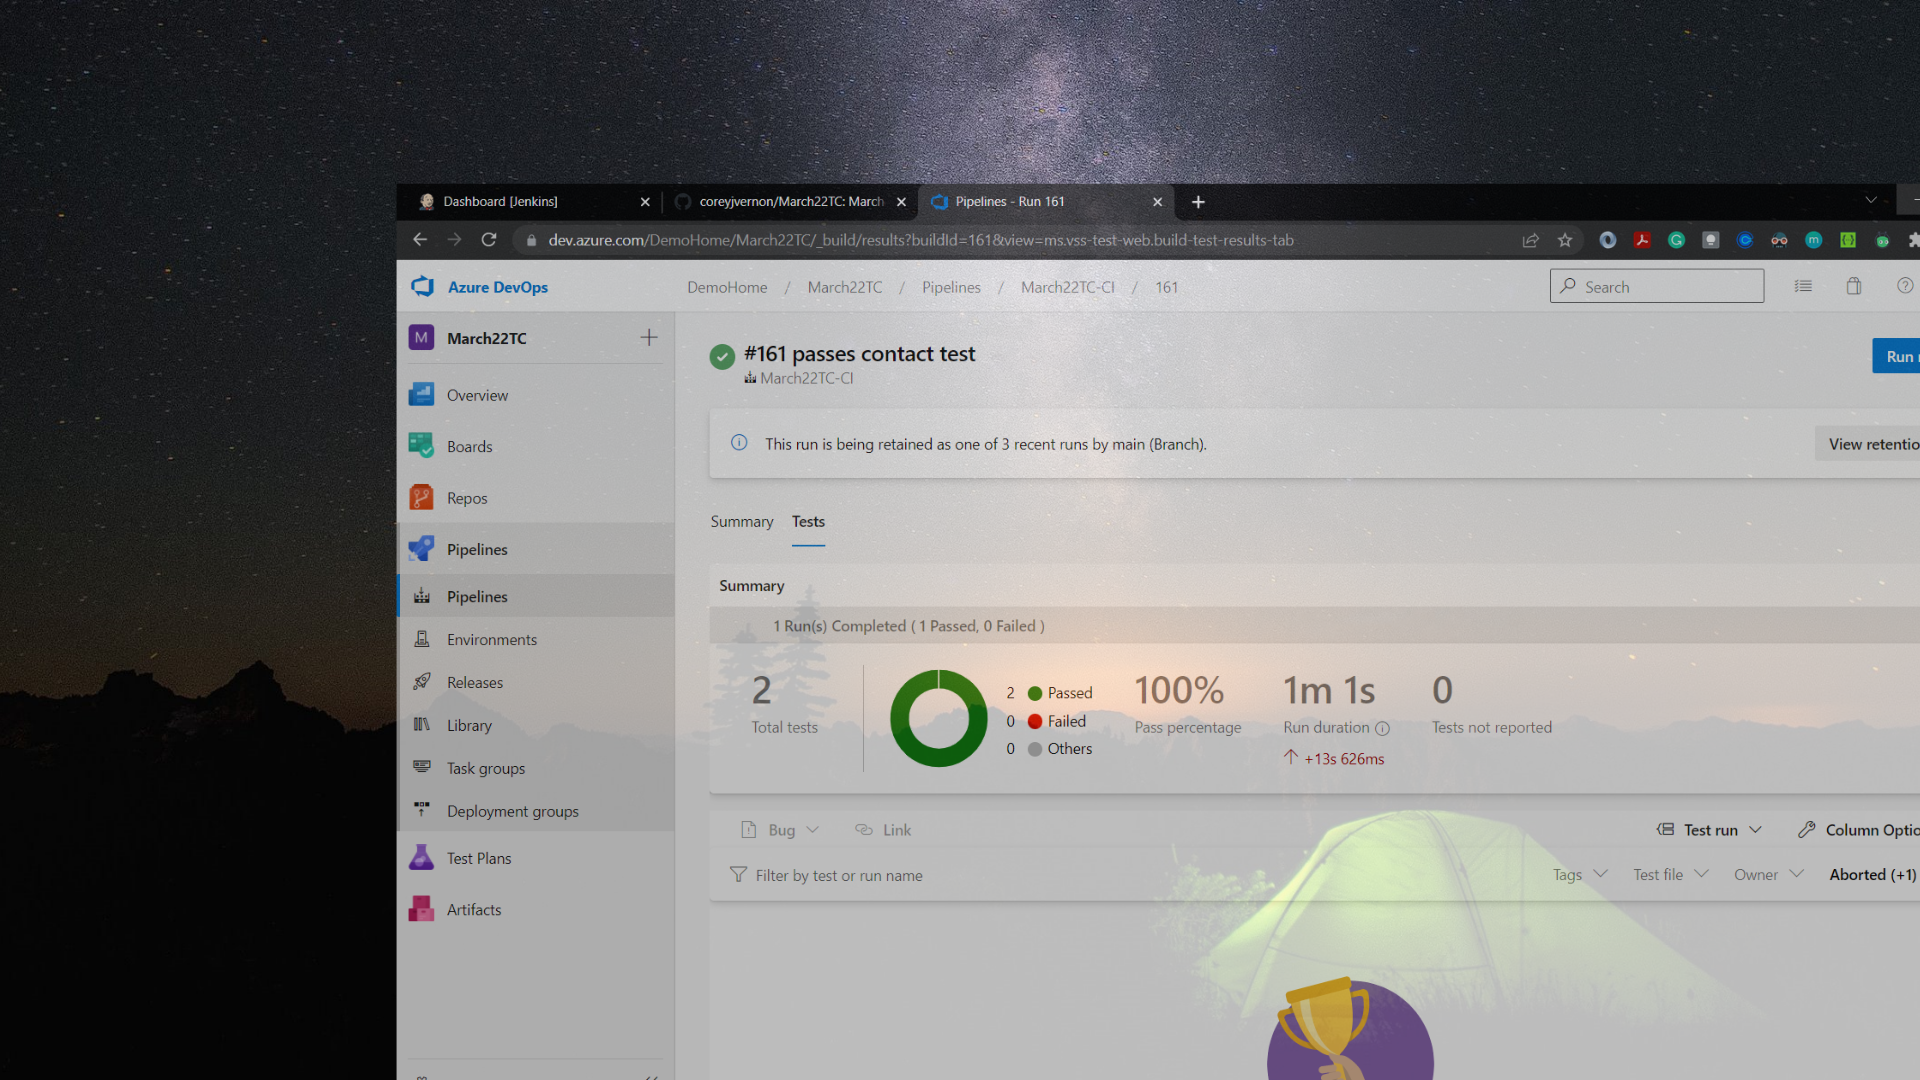 Dashboard [Jenkins]
coreyjvernon/March22TC: March
Pipelines - Run 161
dev.azure.com/DemoHome/March22TC/_build/results?buildId=161&view=ms.vss-test-web.build-test-results-tab
Azure DevOps
DemoHome / March22TC / Pipelines / March22TC-CI / 161
Search
M March22TC
Overview
Boards
Repos
Pipelines
Pipelines
Environments
Releases
Library
Task groups
Deployment groups
Test Plans
Artifacts
#161 passes contact test
March22TC-CI
Run
This run is being retained as one of 3 recent runs by main (Branch).
View retentio
Summary Tests
Summary
1 Run(s) Completed ( 1 Passed, 0 Failed )
2
Total tests
2 Passed
0 Failed
0 Others
100%
Pass percentage
1m 1s
Run duration
+13s 626ms
0
Tests not reported
Bug Link
Test run Column Optio
Filter by test or run name
Tags Test file Owner Aborted (+1)